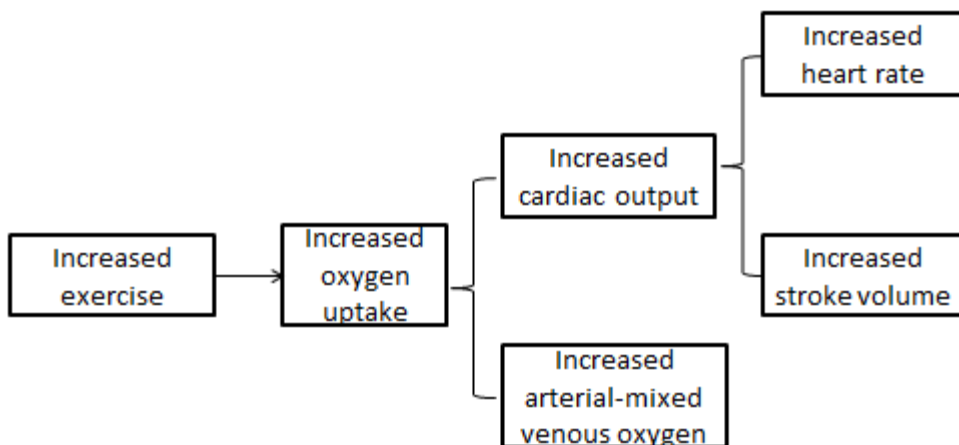 Increased
exercise
Increased
oxygen
uptake
Increased
cardiac output
Increased
arterial-mixed
venous oxygen
Increased
heart rate
Increased
stroke volume